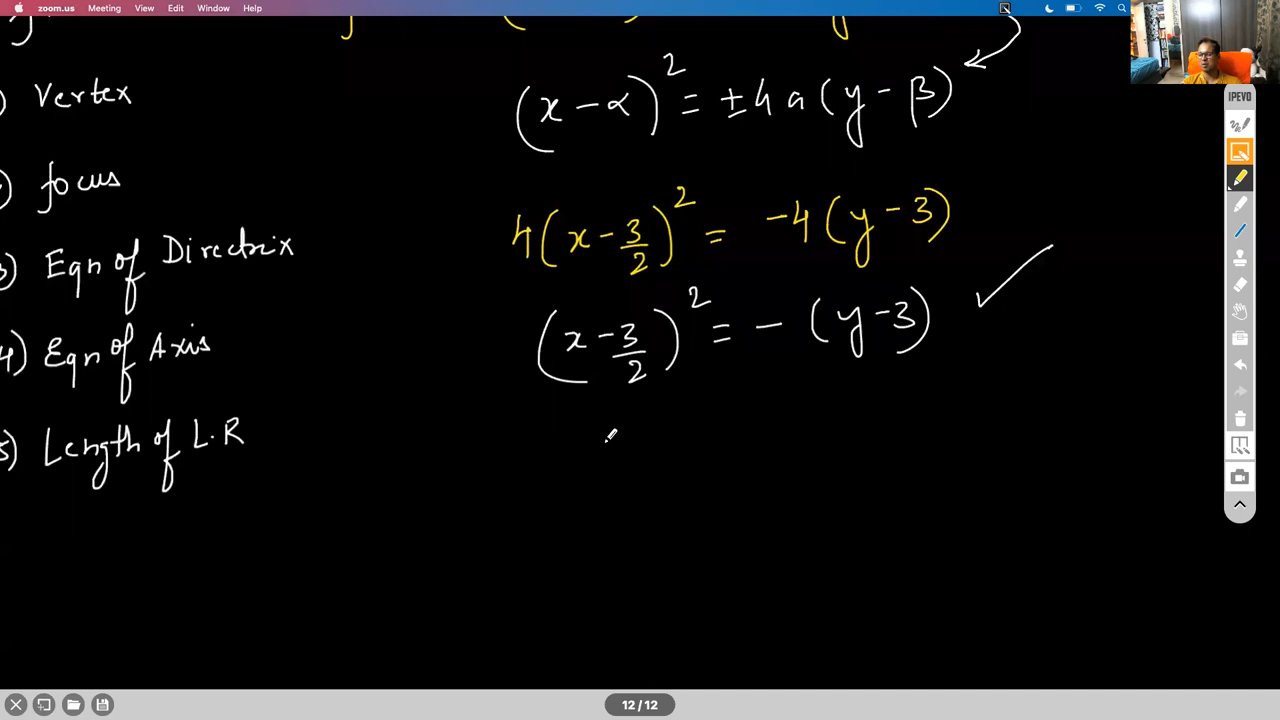 zoom.us Meeting View Edit Window Help
IPEVO
) Vertex
(x - α)² = ± 4 a (y - β)
) focus
4(x - 3/2)² = -4(y - 3)
3) Eqn of Directrix
(x - 3/2)² = - (y - 3) ✓
4) Eqn of Axis
5) Length of L.R
12 / 12